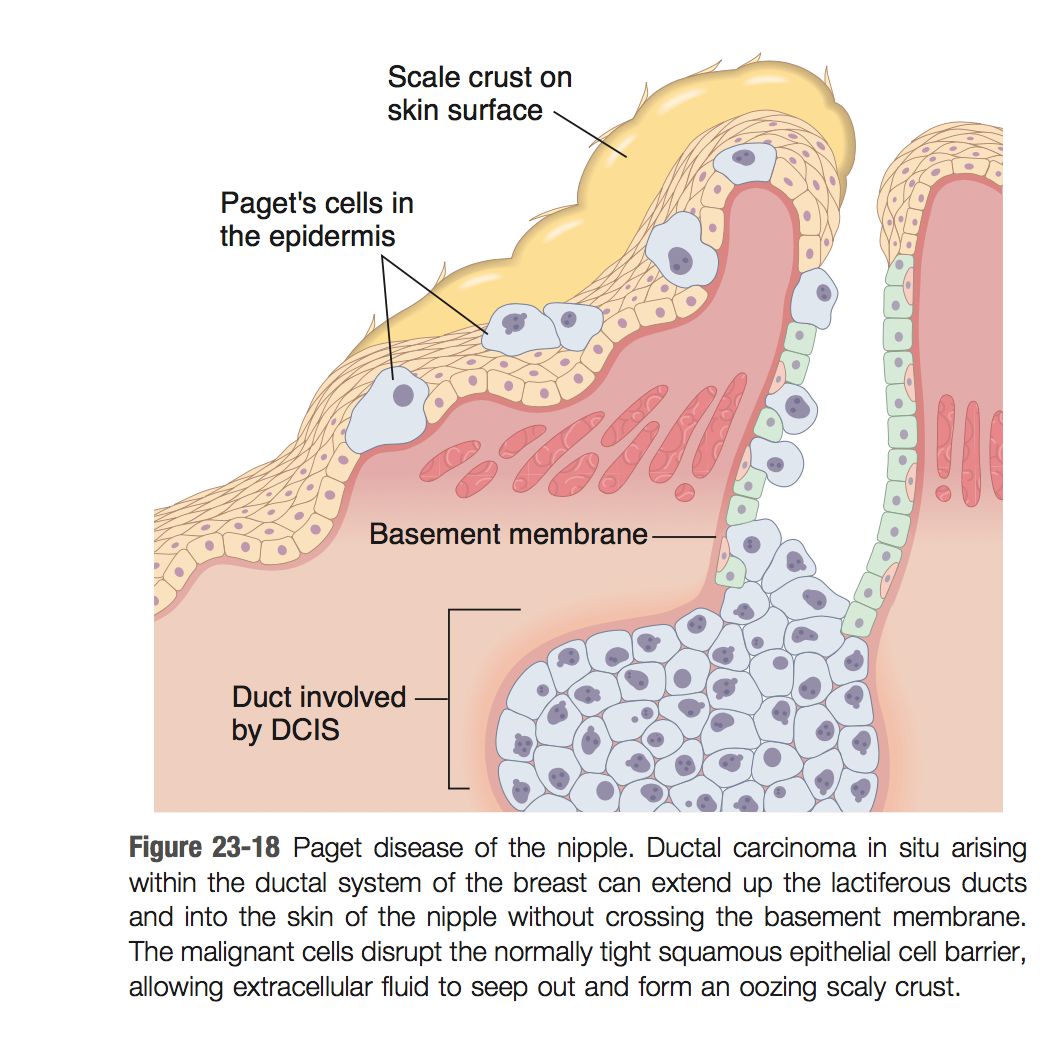 Scale crust on
skin surface
Paget's cells in
the epidermis
Basement membrane
Duct involved
by DCIS
Figure 23-18 Paget disease of the nipple. Ductal carcinoma in situ arising
within the ductal system of the breast can extend up the lactiferous ducts
and into the skin of the nipple without crossing the basement membrane.
The malignant cells disrupt the normally tight squamous epithelial cell barrier,
allowing extracellular fluid to seep out and form an oozing scaly crust.